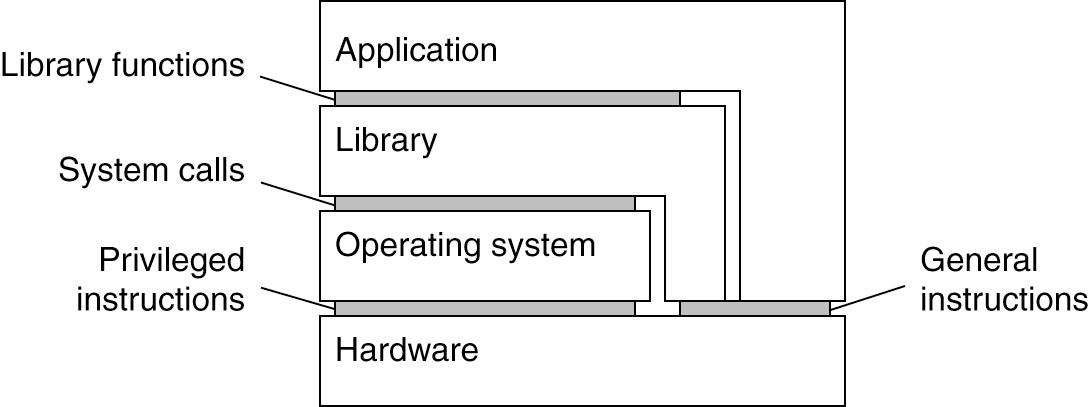 Application
Library functions
Library
System calls
Operating system
Privileged
instructions
General
instructions
Hardware